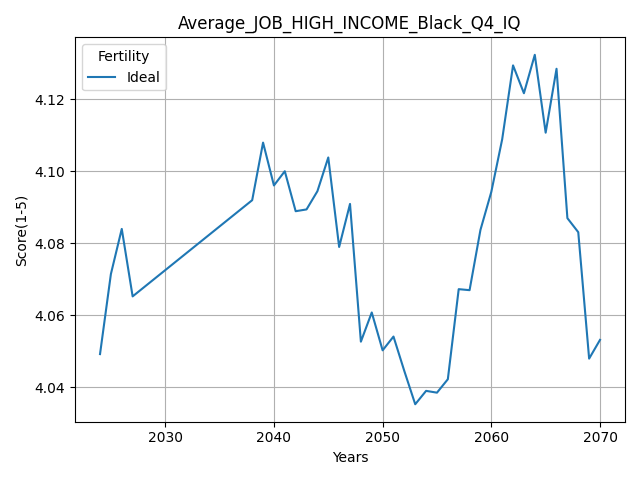 Average_JOB_HIGH_INCOME_Black_Q4_IQ
Fertility
Ideal
Score(1-5)
4.12
4.10
4.08
4.06
4.04
2030
2040
2050
2060
2070
Years